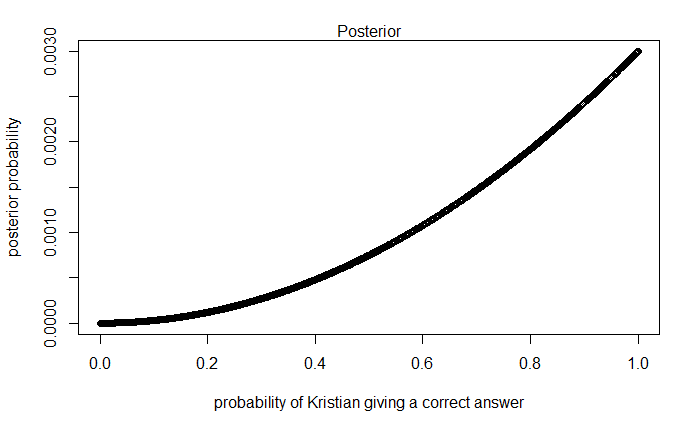 Posterior
posterior probability
0.0030
0.0020
0.0010
0.0000
0.0 0.2 0.4 0.6 0.8 1.0
probability of Kristian giving a correct answer